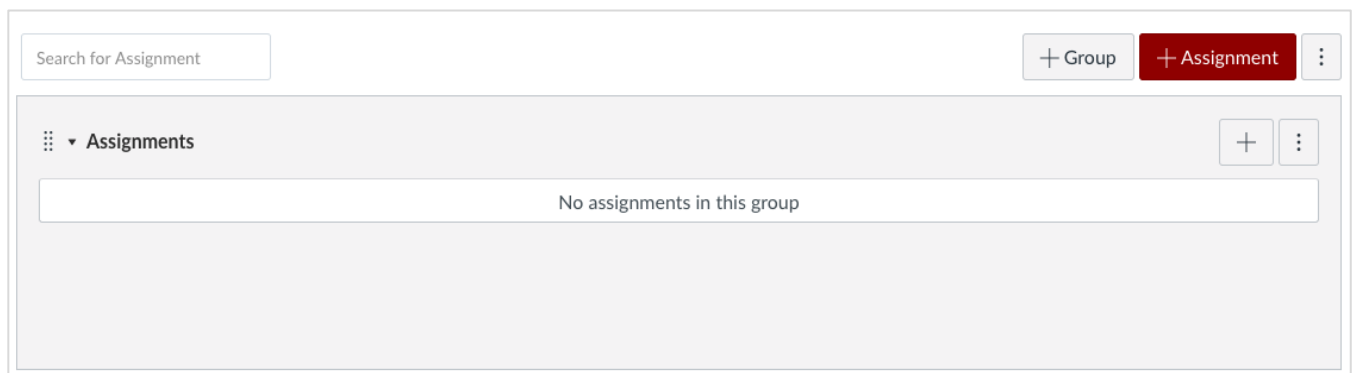 Search for Assignment
+ Group
+ Assignment
Assignments
+
No assignments in this group